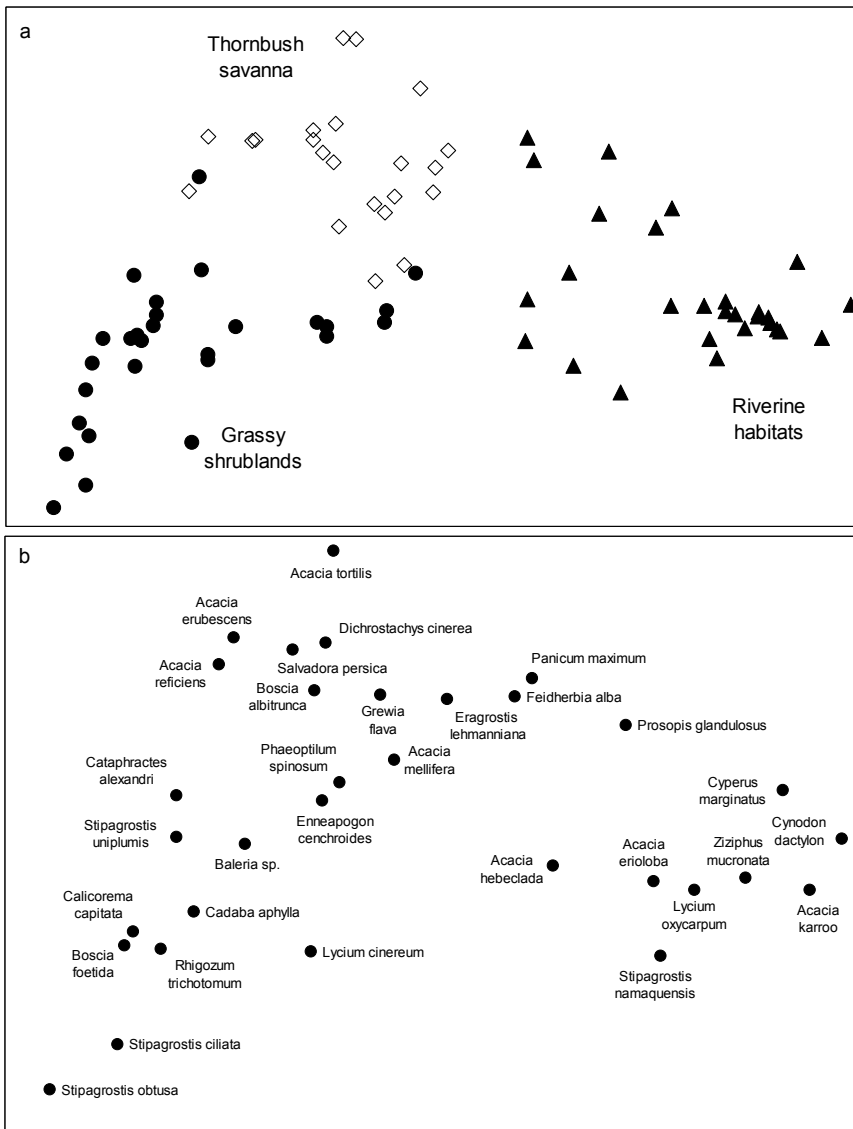 a
Thornbush
savanna
Grassy
shrublands
Riverine
habitats
b
Acacia tortilis
Acacia
erubescens
Dichrostachys cinerea
Acacia
reficiens
Salvadora persica
Panicum maximum
Boscia
albitrunca
Grewia
flava
Eragrostis
lehmanniana
Feidherbia alba
Prosopis glandulosus
Phaeoptilum
spinosum
Acacia
mellifera
Cataphractes
alexandri
Enneapogon
cenchroides
Cyperus
marginatus
Stipagrostis
uniplumis
Baleria sp.
Cynodon
dactylon
Acacia
hebeclada
Acacia
erioloba
Ziziphus
mucronata
Lycium
oxycarpum
Acacia
karroo
Calicorema
capitata
Cadaba aphylla
Boscia
foetida
Rhigozum
trichotomum
Lycium cinereum
Stipagrostis
namaquensis
Stipagrostis ciliata
Stipagrostis obtusa